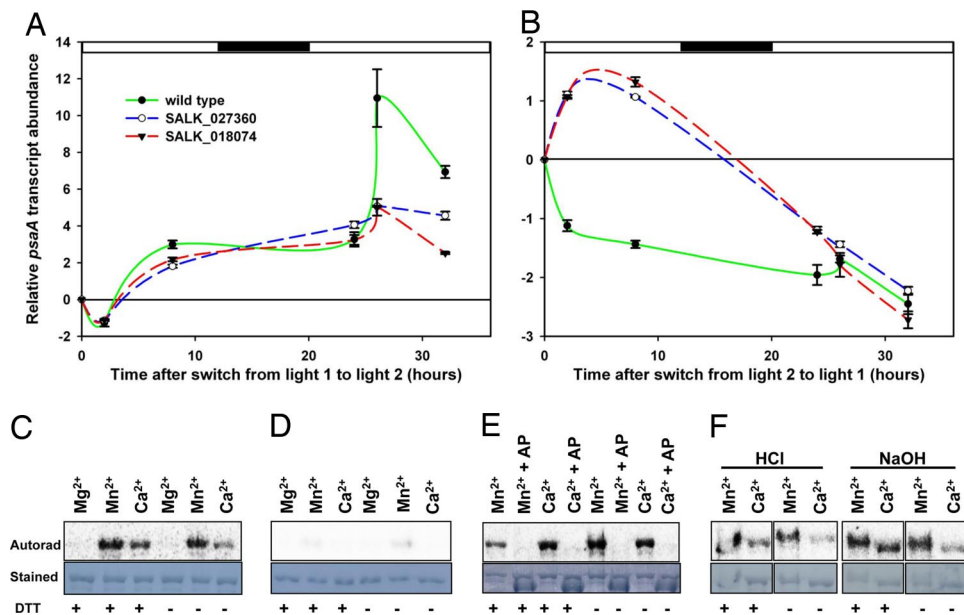 A
B
Relative psaA transcript abundance
14
12
10
8
6
4
2
0
-2
wild type
SALK_027360
SALK_018074
0
10
20
30
Time after switch from light 1 to light 2 (hours)
2
1
0
-1
-2
-3
0
10
20
30
Time after switch from light 2 to light 1 (hours)
C
D
E
F
HCl
NaOH
Mg²⁺ Mn²⁺ Ca²⁺ Mg²⁺ Mn²⁺ Ca²⁺
Mg²⁺ Mn²⁺ Ca²⁺ Mg²⁺ Mn²⁺ Ca²⁺
Mn²⁺ Mn²⁺ + AP Ca²⁺ Ca²⁺ + AP Mn²⁺ Mn²⁺ + AP Ca²⁺ Ca²⁺ + AP
Mn²⁺ Ca²⁺ Mn²⁺ Ca²⁺ Mn²⁺ Ca²⁺ Mn²⁺ Ca²⁺
Autorad
Stained
DTT + + + - - - + + + - - - + + + + - - - - + + - - + + - -